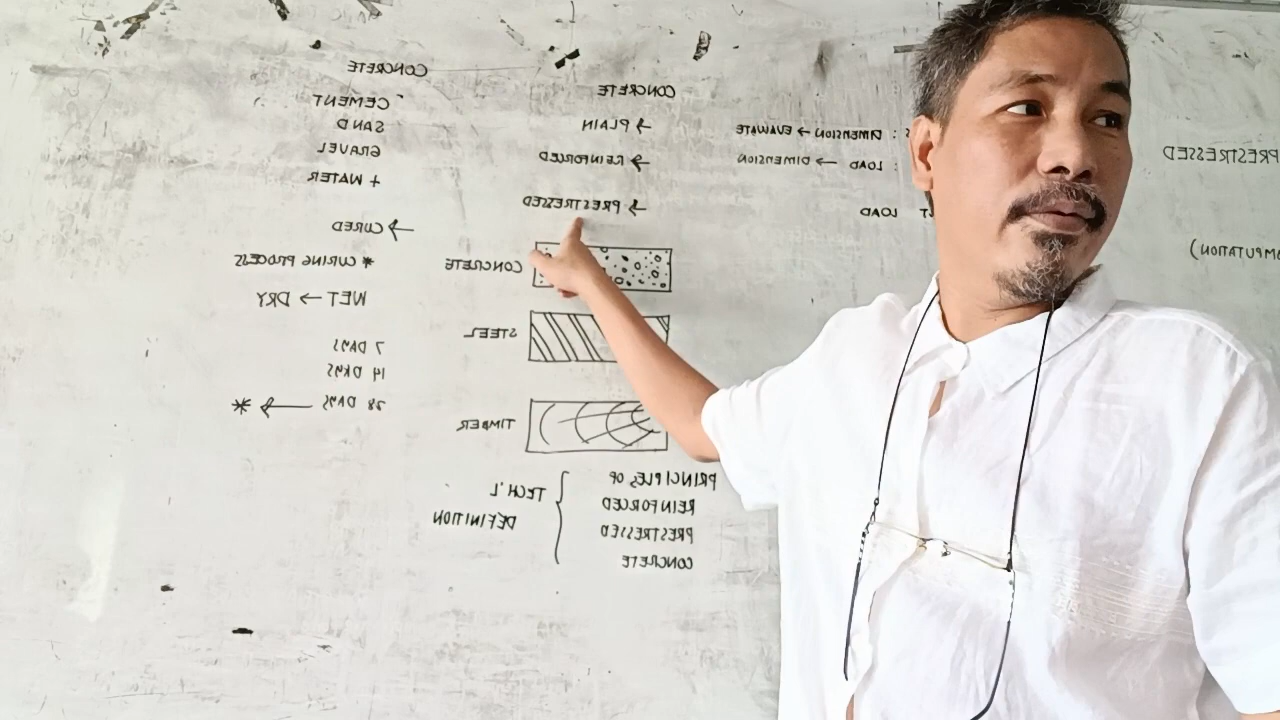 PRESTRESSED
OMPUTATION)
S : DIMENSION → EVALUATE
: LOAD → DIMENSION
T LOAD
CONCRETE
→ PLAIN
→ REINFORCED
→ PRESTRESSED
CONCRETE
STEEL
TIMBER
PRINCIPLES OF
REINFORCED
PRESTRESSED
CONCRETE
TECH'L
DEFINITION
CONCRETE
CEMENT
SAND
GRAVEL
+ WATER
→ CURED
* CURING PROCESS
WET → DRY
7 DAYS
14 DAYS
28 DAYS → *